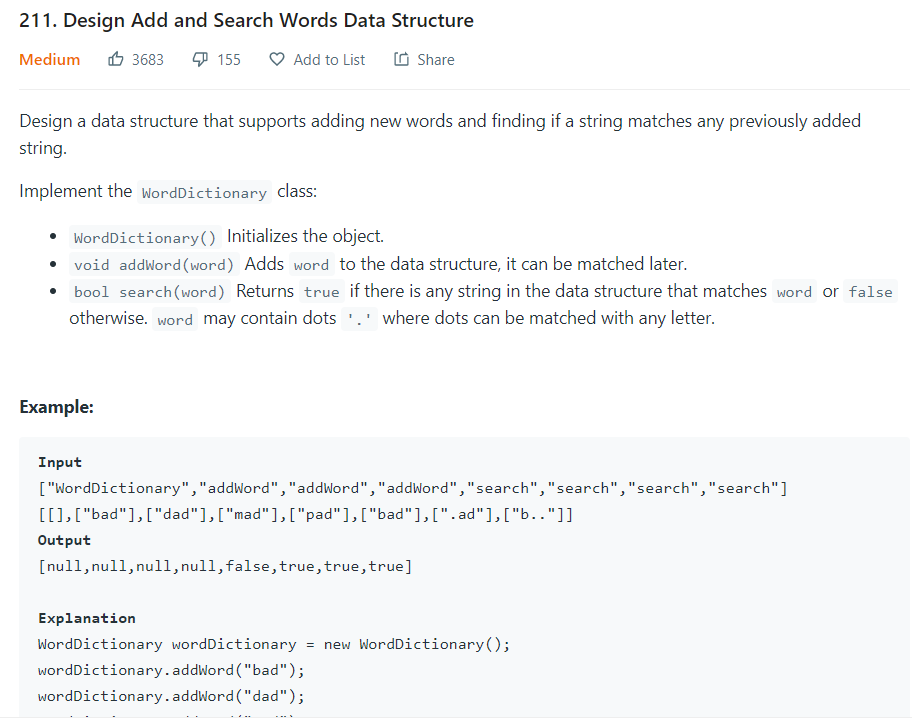 211. Design Add and Search Words Data Structure
Medium 3683 155 Add to List Share
Design a data structure that supports adding new words and finding if a string matches any previously added
string.
Implement the WordDictionary class:
• WordDictionary() Initializes the object.
• void addWord(word) Adds word to the data structure, it can be matched later.
• bool search(word) Returns true if there is any string in the data structure that matches word or false
otherwise. word may contain dots '.' where dots can be matched with any letter.
Example:
Input
["WordDictionary","addWord","addWord","addWord","search","search","search","search"]
[[],["bad"],["dad"],["mad"],["pad"],["bad"],[".ad"],["b.."]]
Output
[null,null,null,null,false,true,true,true]
Explanation
WordDictionary wordDictionary = new WordDictionary();
wordDictionary.addWord("bad");
wordDictionary.addWord("dad");